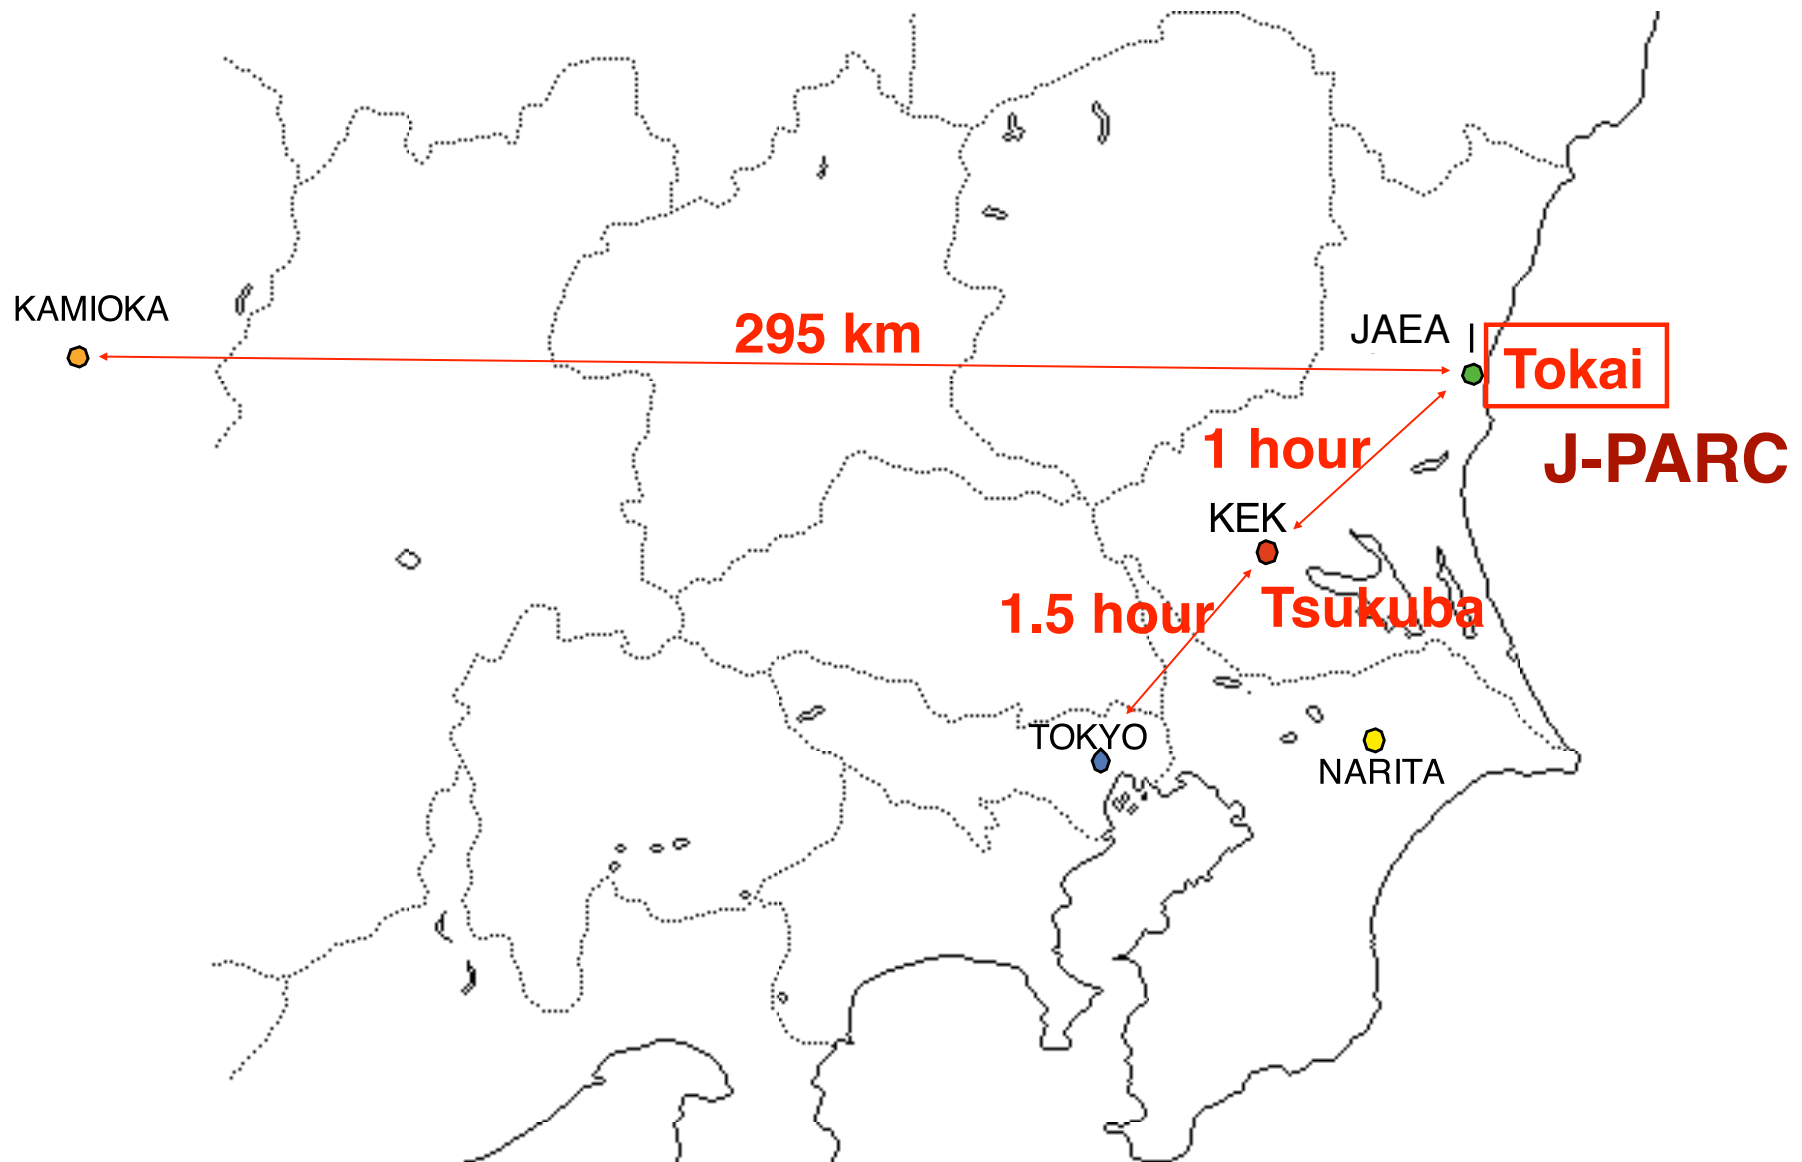 KAMIOKA
295 km
JAEA
Tokai
1 hour
J-PARC
KEK
1.5 hour
Tsukuba
TOKYO
NARITA